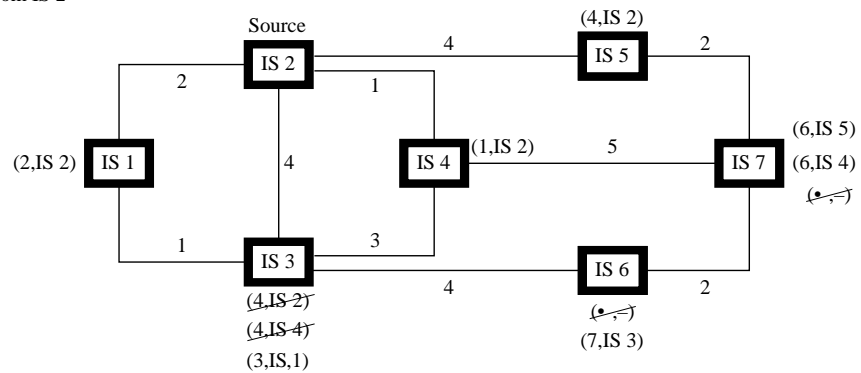 om IS 2
Source
(4,IS 2)
IS 2
4
IS 5
2
2
1
(6,IS 5)
(2,IS 2)
IS 1
4
IS 4
(1,IS 2)
5
IS 7
(6,IS 4)
(•,–)
1
3
IS 3
4
IS 6
2
(4,IS 2)
(•,–)
(4,IS 4)
(7,IS 3)
(3,IS,1)